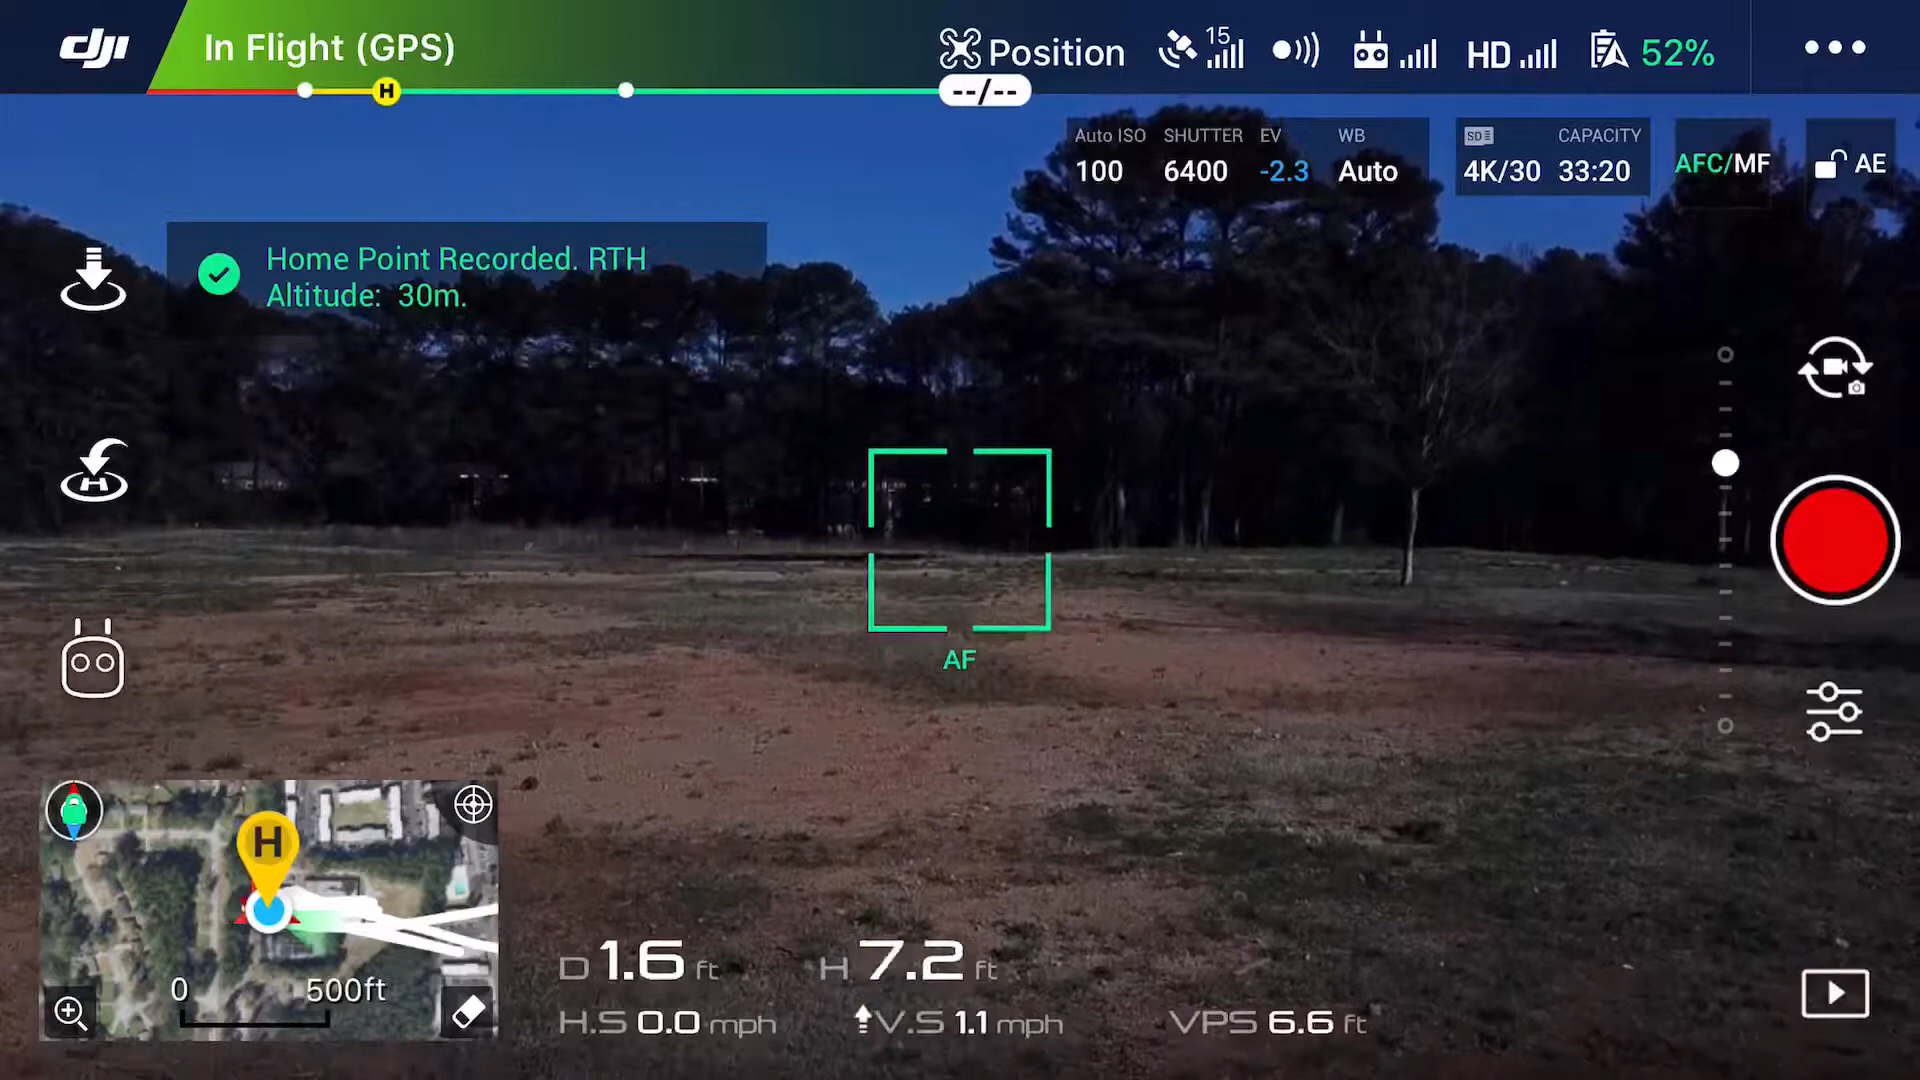 dji
In Flight (GPS)
Position
15
HD
52%
H
--/--
Auto ISO
SHUTTER
EV
WB
100
6400
-2.3
Auto
SD
CAPACITY
4K/30
33:20
AFC/MF
AE
Home Point Recorded. RTH
Altitude: 30m.
H
AF
H
0
500ft
D 1.6 ft
H 7.2 ft
H.S 0.0 mph
V.S 1.1 mph
VPS 6.6 ft